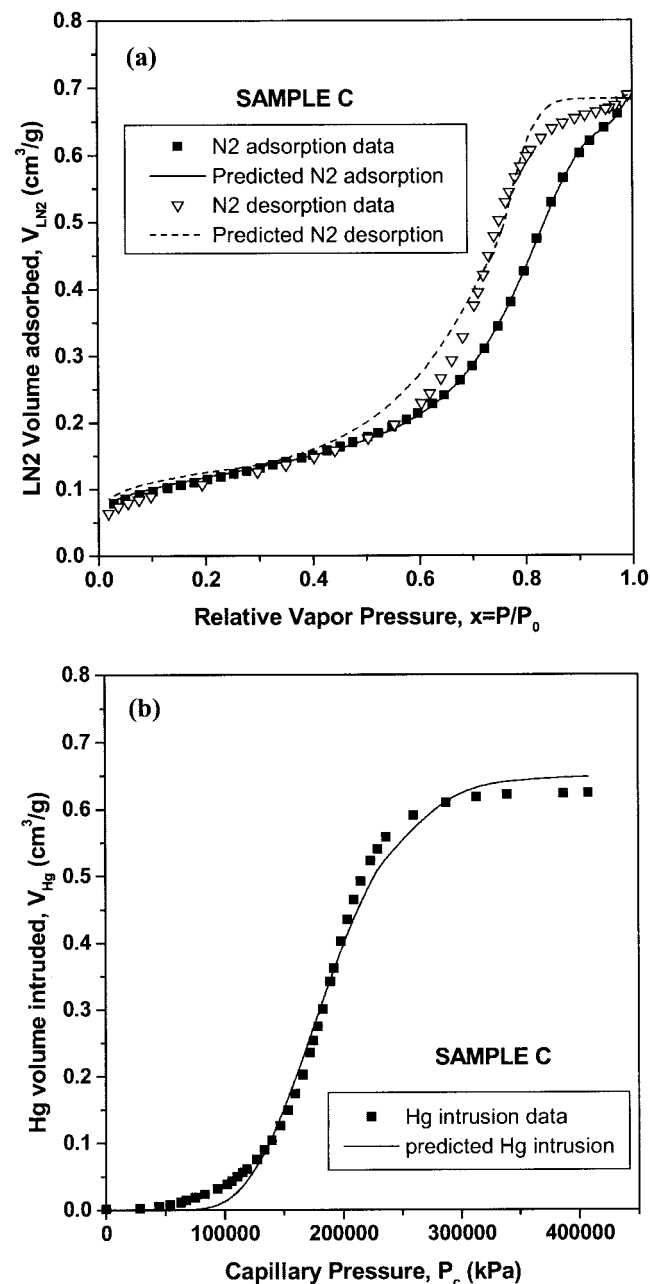 (a)
SAMPLE C
N2 adsorption data
Predicted N2 adsorption
N2 desorption data
Predicted N2 desorption
LN2 Volume adsorbed, V_LN2 (cm³/g)
0.8
0.7
0.6
0.5
0.4
0.3
0.2
0.1
0.0
0.0 0.2 0.4 0.6 0.8 1.0
Relative Vapor Pressure, x=P/P₀
(b)
SAMPLE C
Hg intrusion data
predicted Hg intrusion
Hg volume intruded, V_Hg (cm³/g)
0.8
0.7
0.6
0.5
0.4
0.3
0.2
0.1
0.0
0 100000 200000 300000 400000
Capillary Pressure, P_c (kPa)